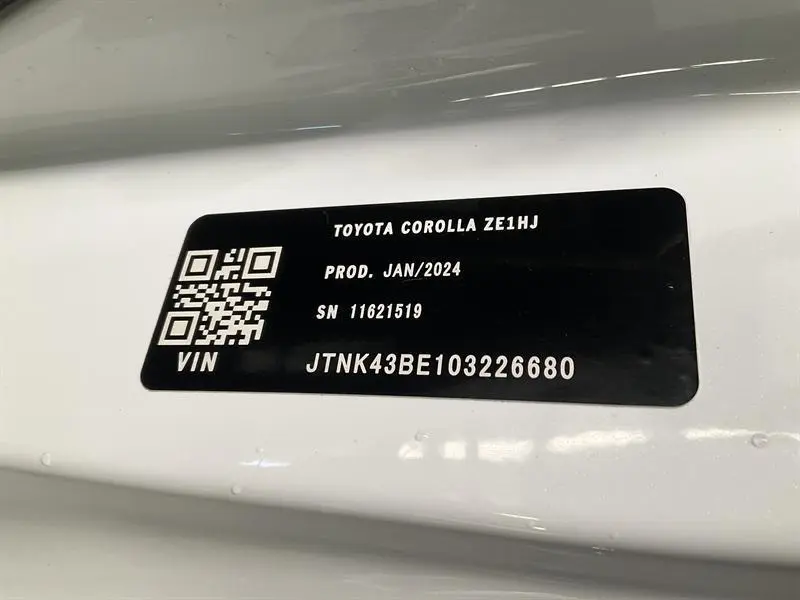 TOYOTA COROLLA ZE1HJ
PROD. JAN/2024
SN 11621519
VIN JTNK43BE103226680